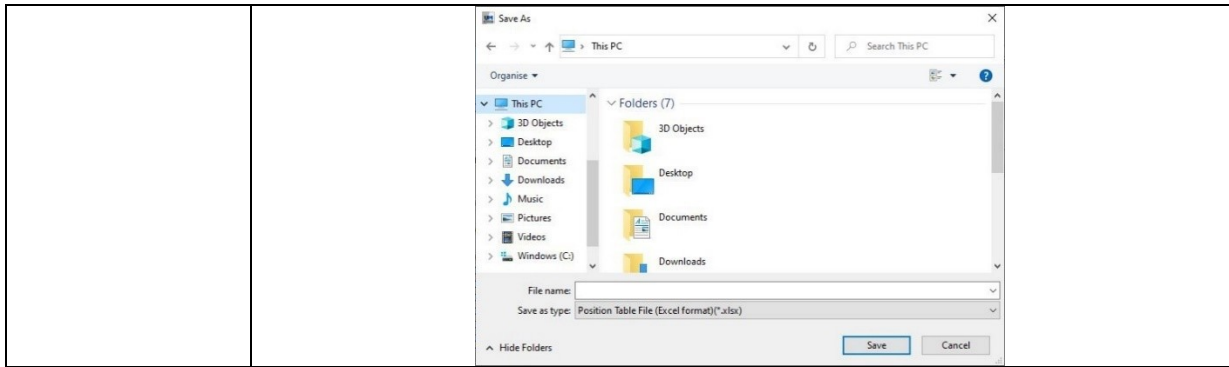 Save As
This PC
Search This PC
Organise
This PC
3D Objects
Desktop
Documents
Downloads
Music
Pictures
Videos
Windows (C:)
Folders (7)
3D Objects
Desktop
Documents
Downloads
File name:
Save as type: Position Table File (Excel format)(*.xlsx)
Hide Folders
Save
Cancel